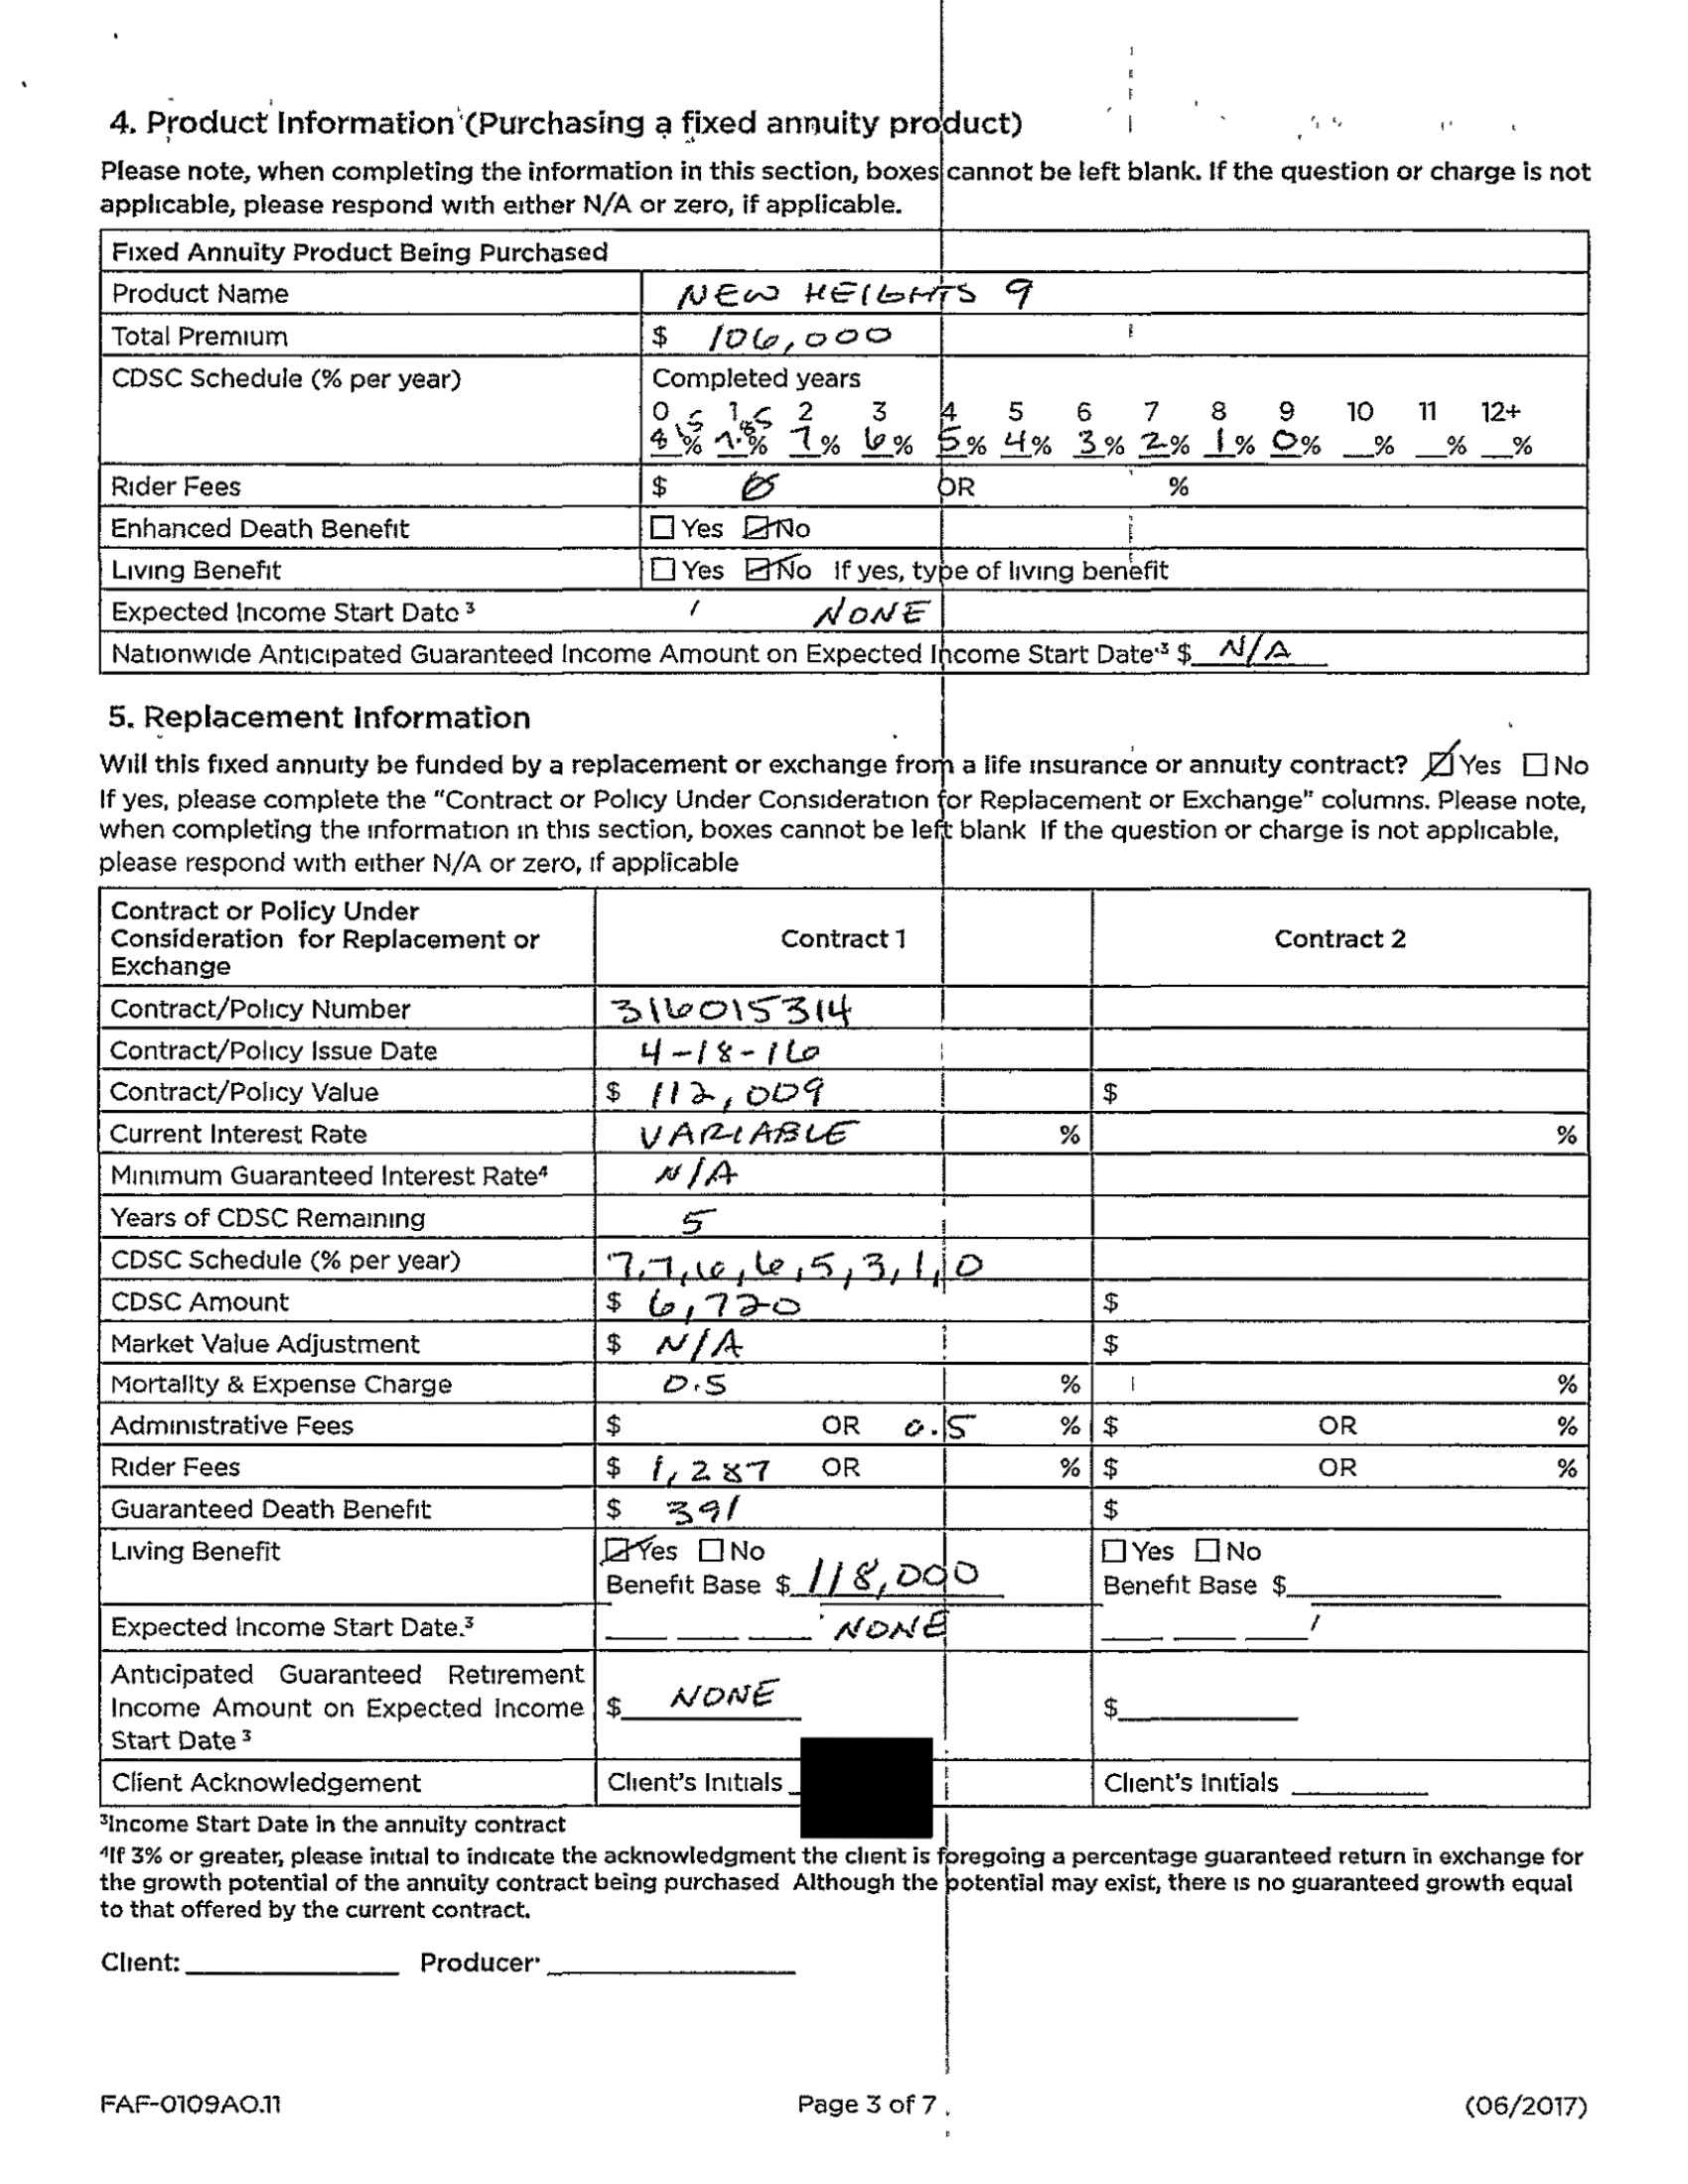 4. Product Information (Purchasing a fixed annuity product)
Please note, when completing the information in this section, boxes cannot be left blank. If the question or charge is not
applicable, please respond with either N/A or zero, if applicable.
Fixed Annuity Product Being Purchased
Product Name NEW HEIGHTS 9
Total Premium $ 106,000
CDSC Schedule (% per year) Completed years
0 1 2 3 4 5 6 7 8 9 10 11 12+
% % 7% 6% 5% 4% 3% 2% 1% 0% __% __% __%
Rider Fees $ OR %
Enhanced Death Benefit ☐ Yes ☑ No
Living Benefit ☐ Yes ☑ No If yes, type of living benefit
Expected Income Start Date 3 NONE
Nationwide Anticipated Guaranteed Income Amount on Expected Income Start Date 3 $ N/A
5. Replacement Information
Will this fixed annuity be funded by a replacement or exchange from a life insurance or annuity contract? ☑ Yes ☐ No
If yes, please complete the "Contract or Policy Under Consideration for Replacement or Exchange" columns. Please note,
when completing the information in this section, boxes cannot be left blank If the question or charge is not applicable,
please respond with either N/A or zero, if applicable
Contract or Policy Under
Consideration for Replacement or
Exchange Contract 1 Contract 2
Contract/Policy Number 316015314
Contract/Policy Issue Date 4-18-16
Contract/Policy Value $ 112,009 $
Current Interest Rate VARIABLE % %
Minimum Guaranteed Interest Rate4 N/A
Years of CDSC Remaining 5
CDSC Schedule (% per year) 7,7,6,6,5,3,1,0
CDSC Amount $ 6,720 $
Market Value Adjustment $ N/A $
Mortality & Expense Charge 0.5 % %
Administrative Fees $ OR 0.5 % $ OR %
Rider Fees $ 1,287 OR % $ OR %
Guaranteed Death Benefit $ 391 $
Living Benefit ☑ Yes ☐ No ☐ Yes ☐ No
Benefit Base $ 118,000 Benefit Base $
Expected Income Start Date.3 NONE
Anticipated Guaranteed Retirement
Income Amount on Expected Income $ NONE $
Start Date 3
Client Acknowledgement Client's Initials Client's Initials
3Income Start Date in the annuity contract
4If 3% or greater, please initial to indicate the acknowledgment the client is foregoing a percentage guaranteed return in exchange for
the growth potential of the annuity contract being purchased Although the potential may exist, there is no guaranteed growth equal
to that offered by the current contract.
Client: Producer
FAF-0109AO.11 Page 3 of 7 (06/2017)